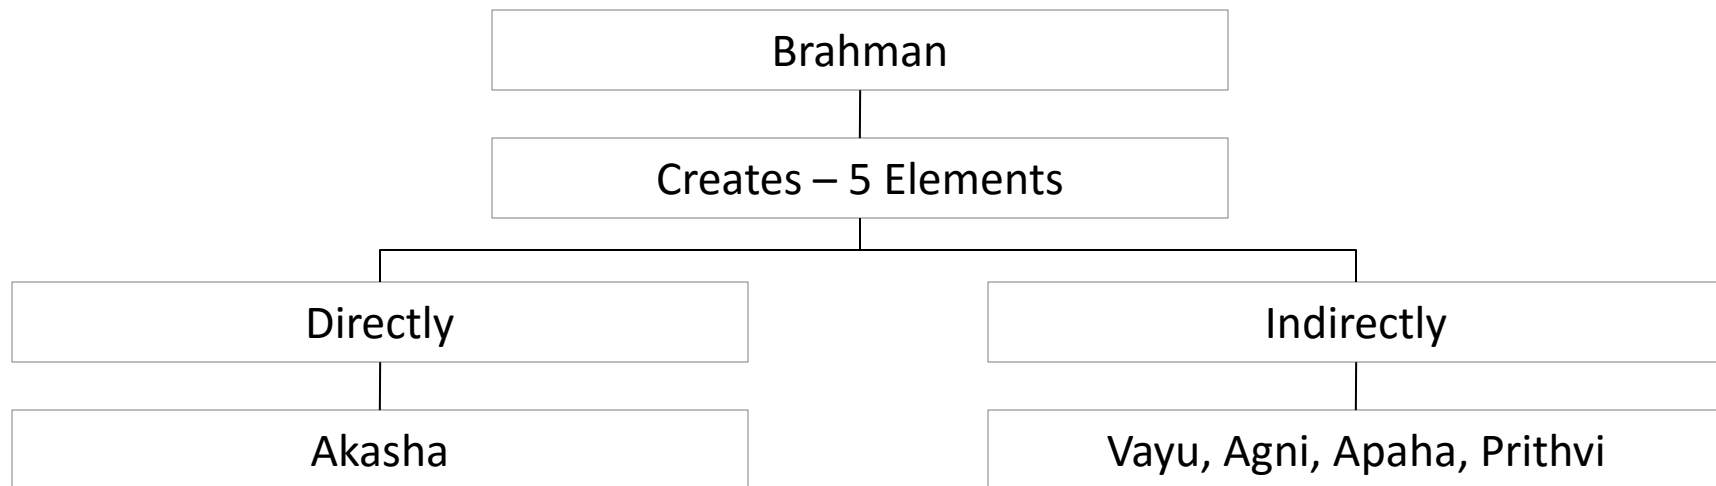 Brahman
Creates – 5 Elements
Directly
Indirectly
Akasha
Vayu, Agni, Apaha, Prithvi